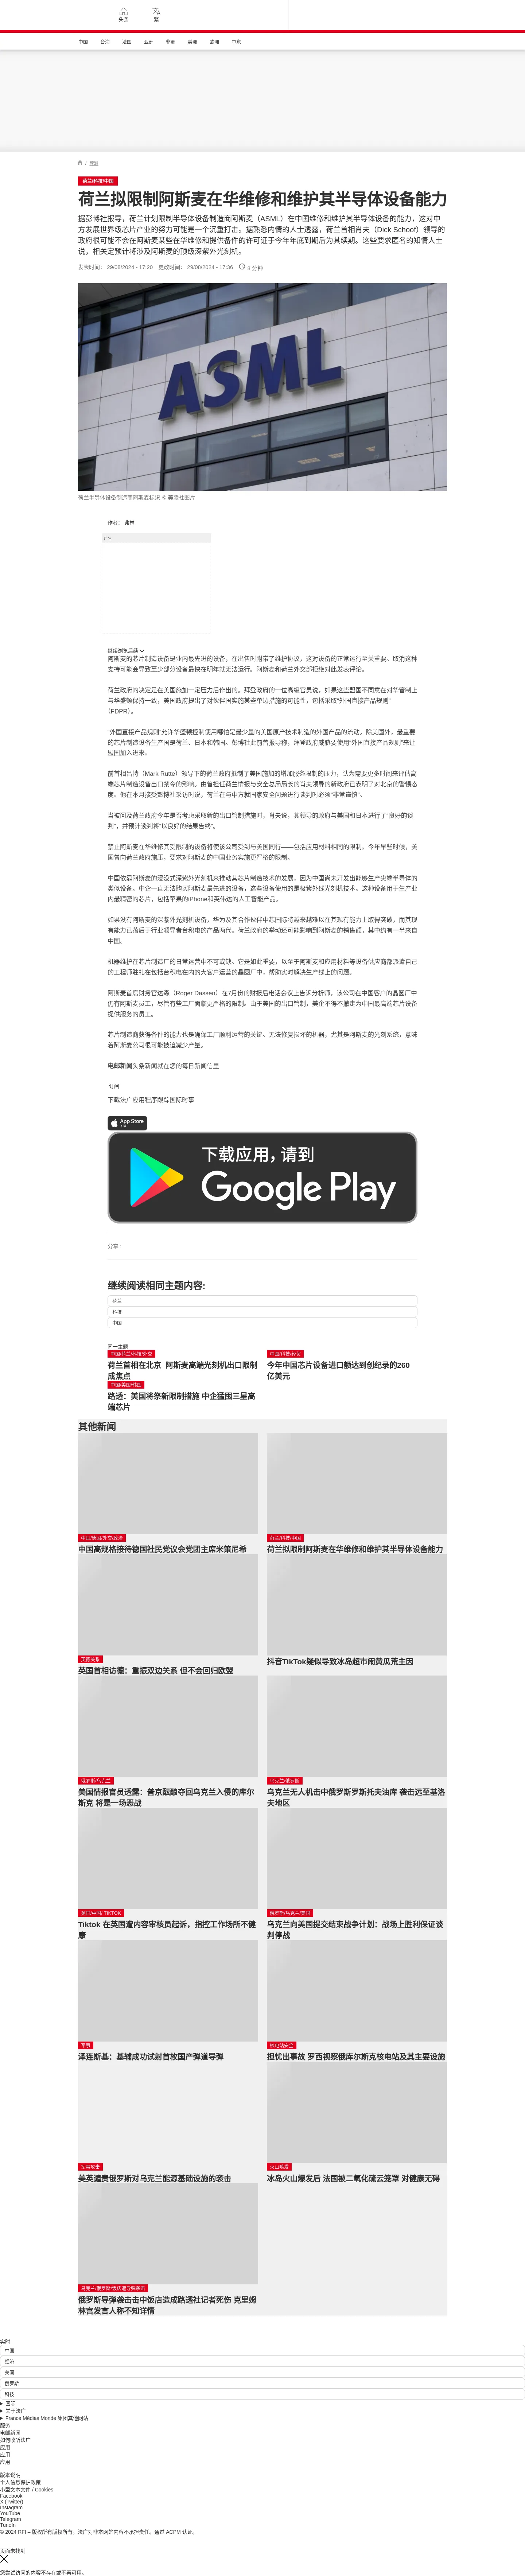 头条
繁
中国
台海
法国
亚洲
非洲
美洲
欧洲
中东
/ 亚洲
荷兰/科技/中国
荷兰拟限制阿斯麦在华维修和维护其半导体设备能力
据彭博社报导，荷兰计划限制半导体设备制造商阿斯麦（ASML）在中国维修和维护其半导体设备的能力，这对中
方发展世界级芯片产业的努力可能是一个沉重打击。据熟悉内情的人士透露，荷兰首相肖夫（Dick Schoof）领导的
政府很可能不会在阿斯麦某些在华维修和提供备件的许可证于今年年底到期后为其续期。这些要求匿名的知情人士
说，相关定预计将涉及阿斯麦的顶级深紫外光刻机。
发表时间： 29/08/2024 - 17:20 更改时间： 29/08/2024 - 17:36 6 分钟
ASML
荷兰半导体设备制造商阿斯麦标识 © 美联社图片
作者： 弗林
广告
继续浏览后续
阿斯麦的芯片制造设备是业内最先进的设备，在出售时附带了维护协议，这对设备的正常运行至关重要。取消这种
支持可能会导致至少部分设备最快在明年就无法运行。阿斯麦和荷兰外交部拒绝对此发表评论。
荷兰政府的决定是在美国施加一定压力后作出的。拜登政府的一位高级官员说，如果这些盟国不同意在对华管制上
与华盛顿保持一致，美国政府提出了对伙伴国实施某些单边措施的可能性，包括采取“外国直接产品规则”
（FDPR）。
“外国直接产品规则”允许华盛顿控制使用哪怕是最少量的美国原产技术制造的外国产品的流动。除美国外，最重要
的芯片制造设备生产国是荷兰、日本和韩国。彭博社此前曾报导称，拜登政府威胁要使用“外国直接产品规则”来让
盟国加入进来。
前首相吕特（Mark Rutte）领导下的荷兰政府抵制了美国施加的增加服务限制的压力，认为需要更多时间来评估高
端芯片制造设备出口禁令的影响。由曾担任荷兰情报与安全总局局长的肖夫领导的新政府已表明了对北京的警惕态
度。他在本月接受彭博社采访时说，荷兰在与中方就国家安全问题进行谈判时必须“非常谨慎”。
当被问及荷兰政府今年是否考虑采取新的出口管制措施时，肖夫说，其领导的政府与美国和日本进行了“良好的谈
判”，并预计谈判将“以良好的结果告终”。
禁止阿斯麦在华维修其受限制的设备将使该公司受到与美国同行——包括应用材料相同的限制。今年早些时候，美
国曾向荷兰政府施压，要求对阿斯麦的中国业务实施更严格的限制。
中国依靠阿斯麦的浸没式深紫外光刻机来推动其芯片制造技术的发展，因为中国尚未开发出能够生产尖端半导体的
类似设备。中企一直无法购买阿斯麦最先进的设备，这些设备使用的是极紫外线光刻机技术。这种设备用于生产业
内最精密的芯片，包括苹果的iPhone和英伟达的人工智能产品。
如果没有阿斯麦的深紫外光刻机设备，华为及其合作伙伴中芯国际将越来越难以在其现有能力上取得突破，而其现
有能力已落后于行业领导者台积电的产品两代。荷兰政府的举动还可能影响到阿斯麦的销售额，其中约有一半来自
中国。
机器维护在芯片制造厂的日常运营中不可或缺。它是如此重要，以至于阿斯麦和应用材料等设备供应商都派遣自己
的工程师驻扎在包括台积电在内的大客户运营的晶圆厂中，帮助实时解决生产线上的问题。
阿斯麦首席财务官达森（Roger Dassen）在7月份的财报后电话会议上告诉分析师，该公司在中国客户的晶圆厂中
仍有阿斯麦员工，尽管有些工厂面临更严格的限制。由于美国的出口管制，美企不得不撤走为中国最高端芯片设备
提供服务的员工。
芯片制造商获得备件的能力也是确保工厂顺利运营的关键。无法修复损坏的机器，尤其是阿斯麦的光刻系统，意味
着阿斯麦公司很可能被迫减少产量。
电邮新闻头条新闻就在您的每日新闻信里
订阅
下载法广应用程序跟踪国际时事
App Store
下载应用，请到
Google Play
分享 :
继续阅读相同主题内容:
荷兰
科技
中国
同一主题
中国/荷兰/科技/外交
荷兰首相在北京 阿斯麦高端光刻机出口限制
成焦点
中国/科技/经贸
今年中国芯片设备进口额达到创纪录的260
亿美元
中国/美国/韩国
路透：美国将祭新限制措施 中企猛囤三星高
端芯片
其他新闻
中国/德国/外交/政治
中国高规格接待德国社民党议会党团主席米策尼希
荷兰/科技/中国
荷兰拟限制阿斯麦在华维修和维护其半导体设备能力
英德关系
英国首相访德：重振双边关系 但不会回归欧盟
抖音TikTok疑似导致冰岛超市闹黄瓜荒主因
俄罗斯/乌克兰
美国情报官员透露：普京酝酿夺回乌克兰入侵的库尔
斯克 将是一场恶战
乌克兰/俄罗斯
乌克兰无人机击中俄罗斯罗斯托夫油库 袭击远至基洛
夫地区
英国/中国/ TIKTOK
Tiktok 在英国遭内容审核员起诉，指控工作场所不健
康
俄罗斯/乌克兰/美国
乌克兰向美国提交结束战争计划：战场上胜利保证谈
判停战
军事
泽连斯基：基辅成功试射首枚国产弹道导弹
核电站安全
担忧出事故 罗西视察俄库尔斯克核电站及其主要设施
军事攻击
美英谴责俄罗斯对乌克兰能源基础设施的袭击
火山喷发
冰岛火山爆发后 法国被二氧化硫云笼罩 对健康无碍
乌克兰/俄罗斯/饭店遭导弹袭击
俄罗斯导弹袭击击中饭店造成路透社记者死伤 克里姆
林宫发言人称不知详情
实时
中国
经济
美国
俄罗斯
科技
国际
关于法广
France Médias Monde 集团其他网站
服务
电邮新闻
如何收听法广
应用
应用
应用
版本说明
个人信息保护政策
小型文本文件 / Cookies
Facebook
X (Twitter)
Instagram
YouTube
Telegram
TuneIn
© 2024 RFI – 版权所有版权所有。法广对非本网站内容不承担责任。通过 ACPM 认证。
页面未找到
您尝试访问的内容不存在或不再可用。